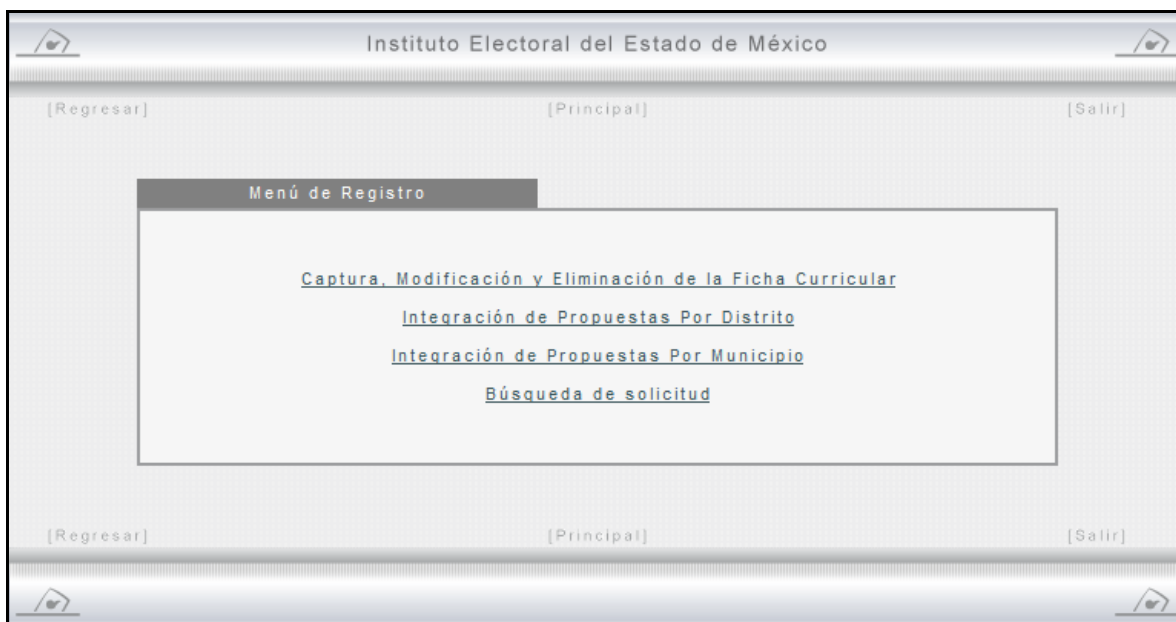 Instituto Electoral del Estado de México
[Regresar] [Principal] [Salir]
Menú de Registro
Captura, Modificación y Eliminación de la Ficha Curricular
Integración de Propuestas Por Distrito
Integración de Propuestas Por Municipio
Búsqueda de solicitud
[Regresar] [Principal] [Salir]